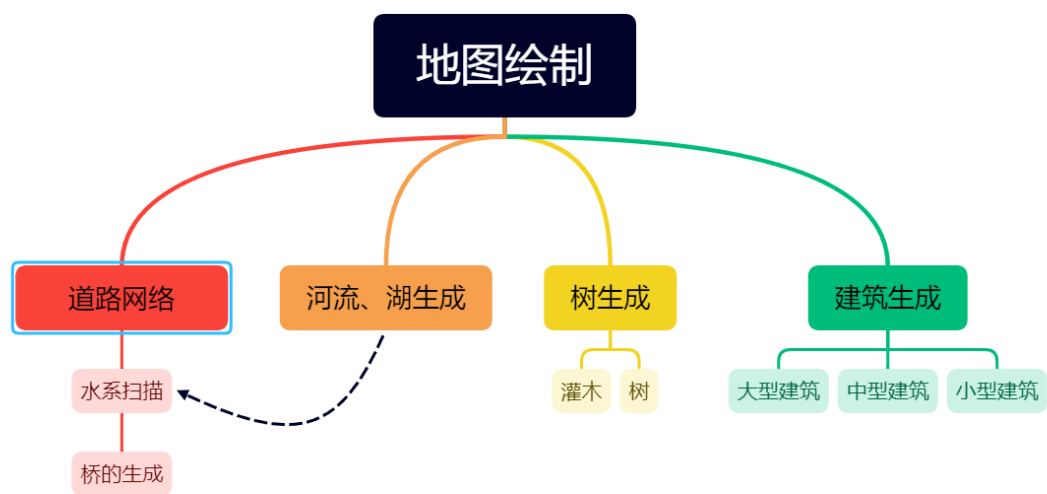 地图绘制
道路网络
河流、湖生成
树生成
建筑生成
水系扫描
灌木
树
大型建筑
中型建筑
小型建筑
桥的生成